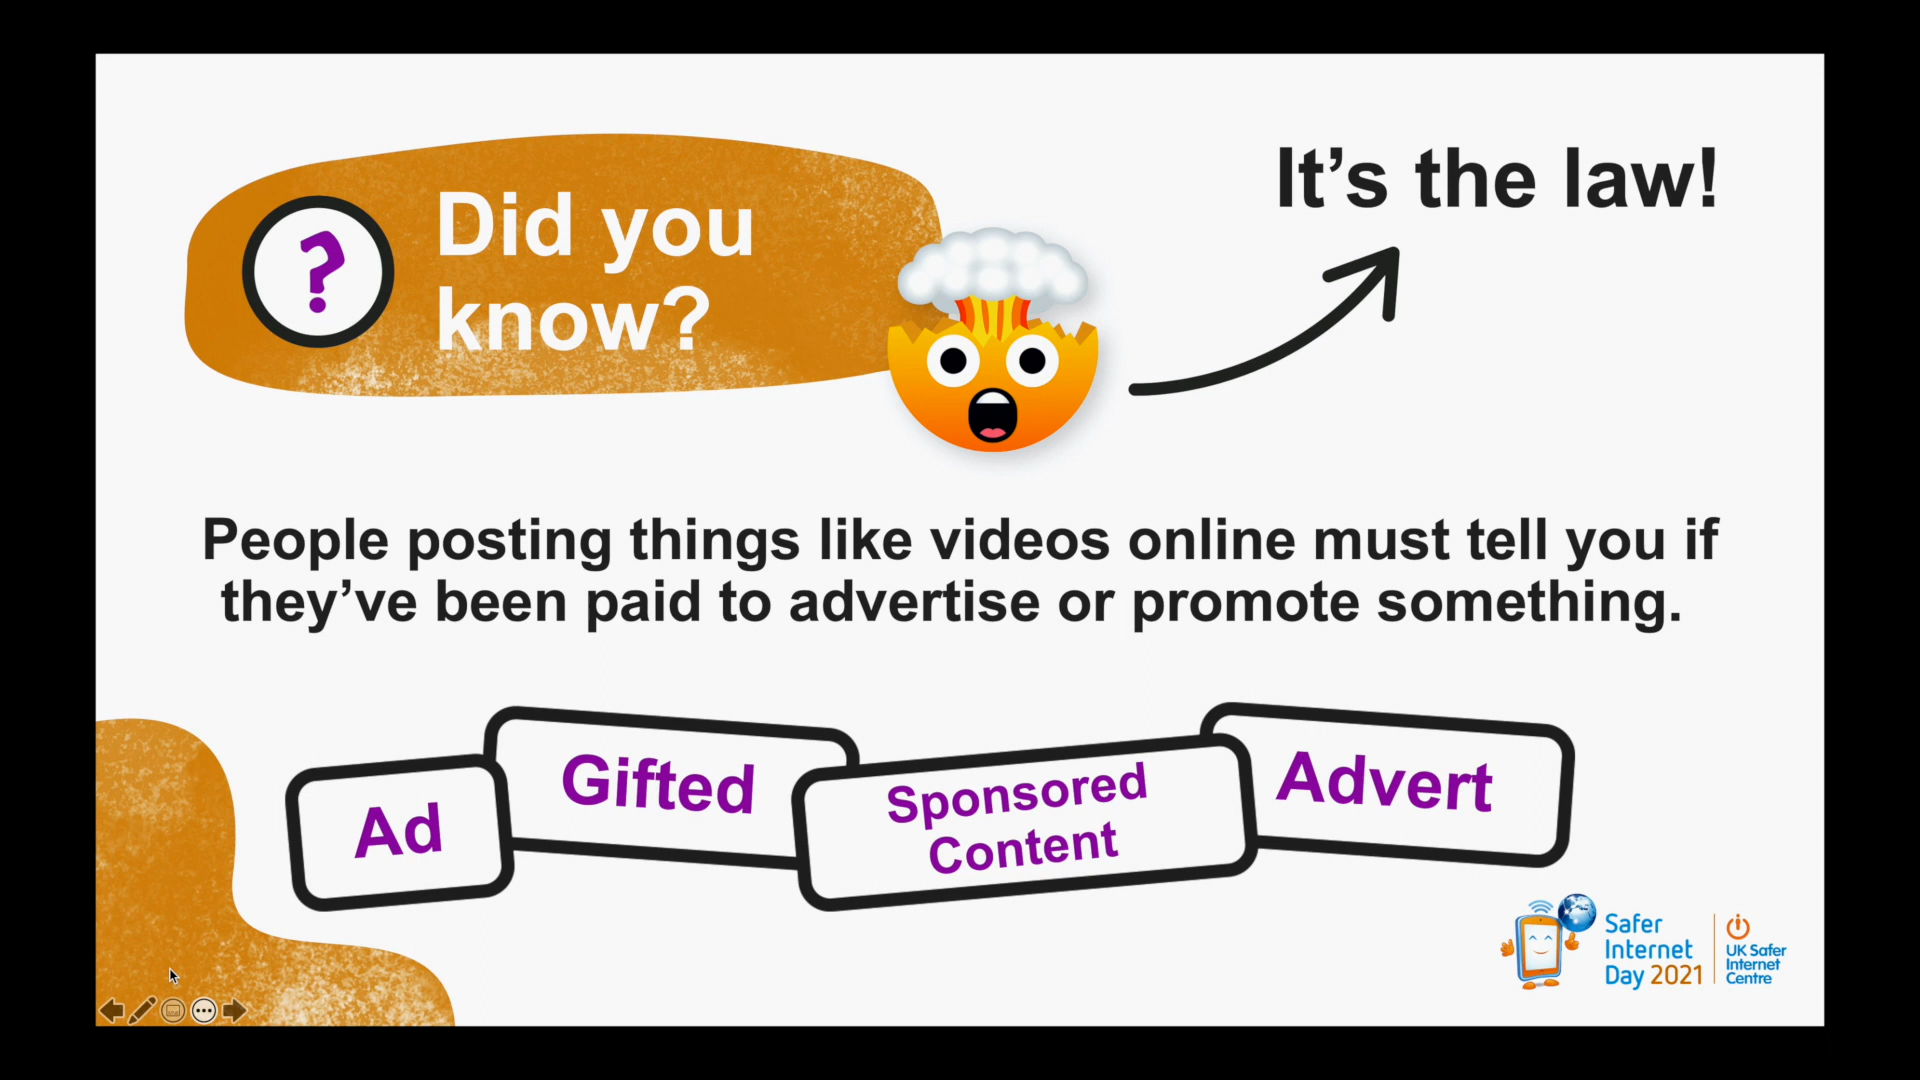 Did you
know?
It's the law!
People posting things like videos online must tell you if
they've been paid to advertise or promote something.
Ad
Gifted
Sponsored
Content
Advert
Safer
Internet
Day 2021
UK Safer
Internet
Centre